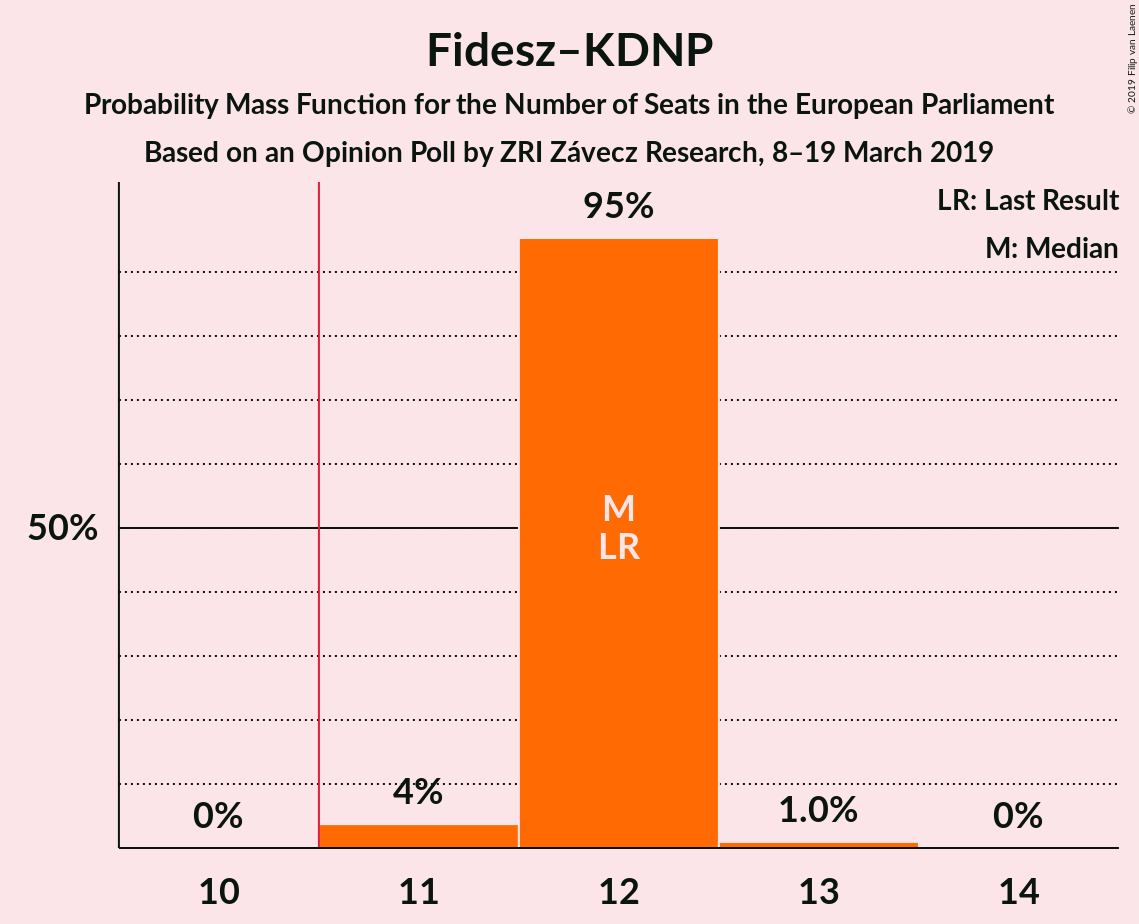 Fidesz–KDNP
Probability Mass Function for the Number of Seats in the European Parliament
Based on an Opinion Poll by ZRI Závecz Research, 8–19 March 2019
© 2019 Filip van Laenen
LR: Last Result
M: Median
95%
50%
M
LR
0%
4%
1.0%
0%
10
11
12
13
14